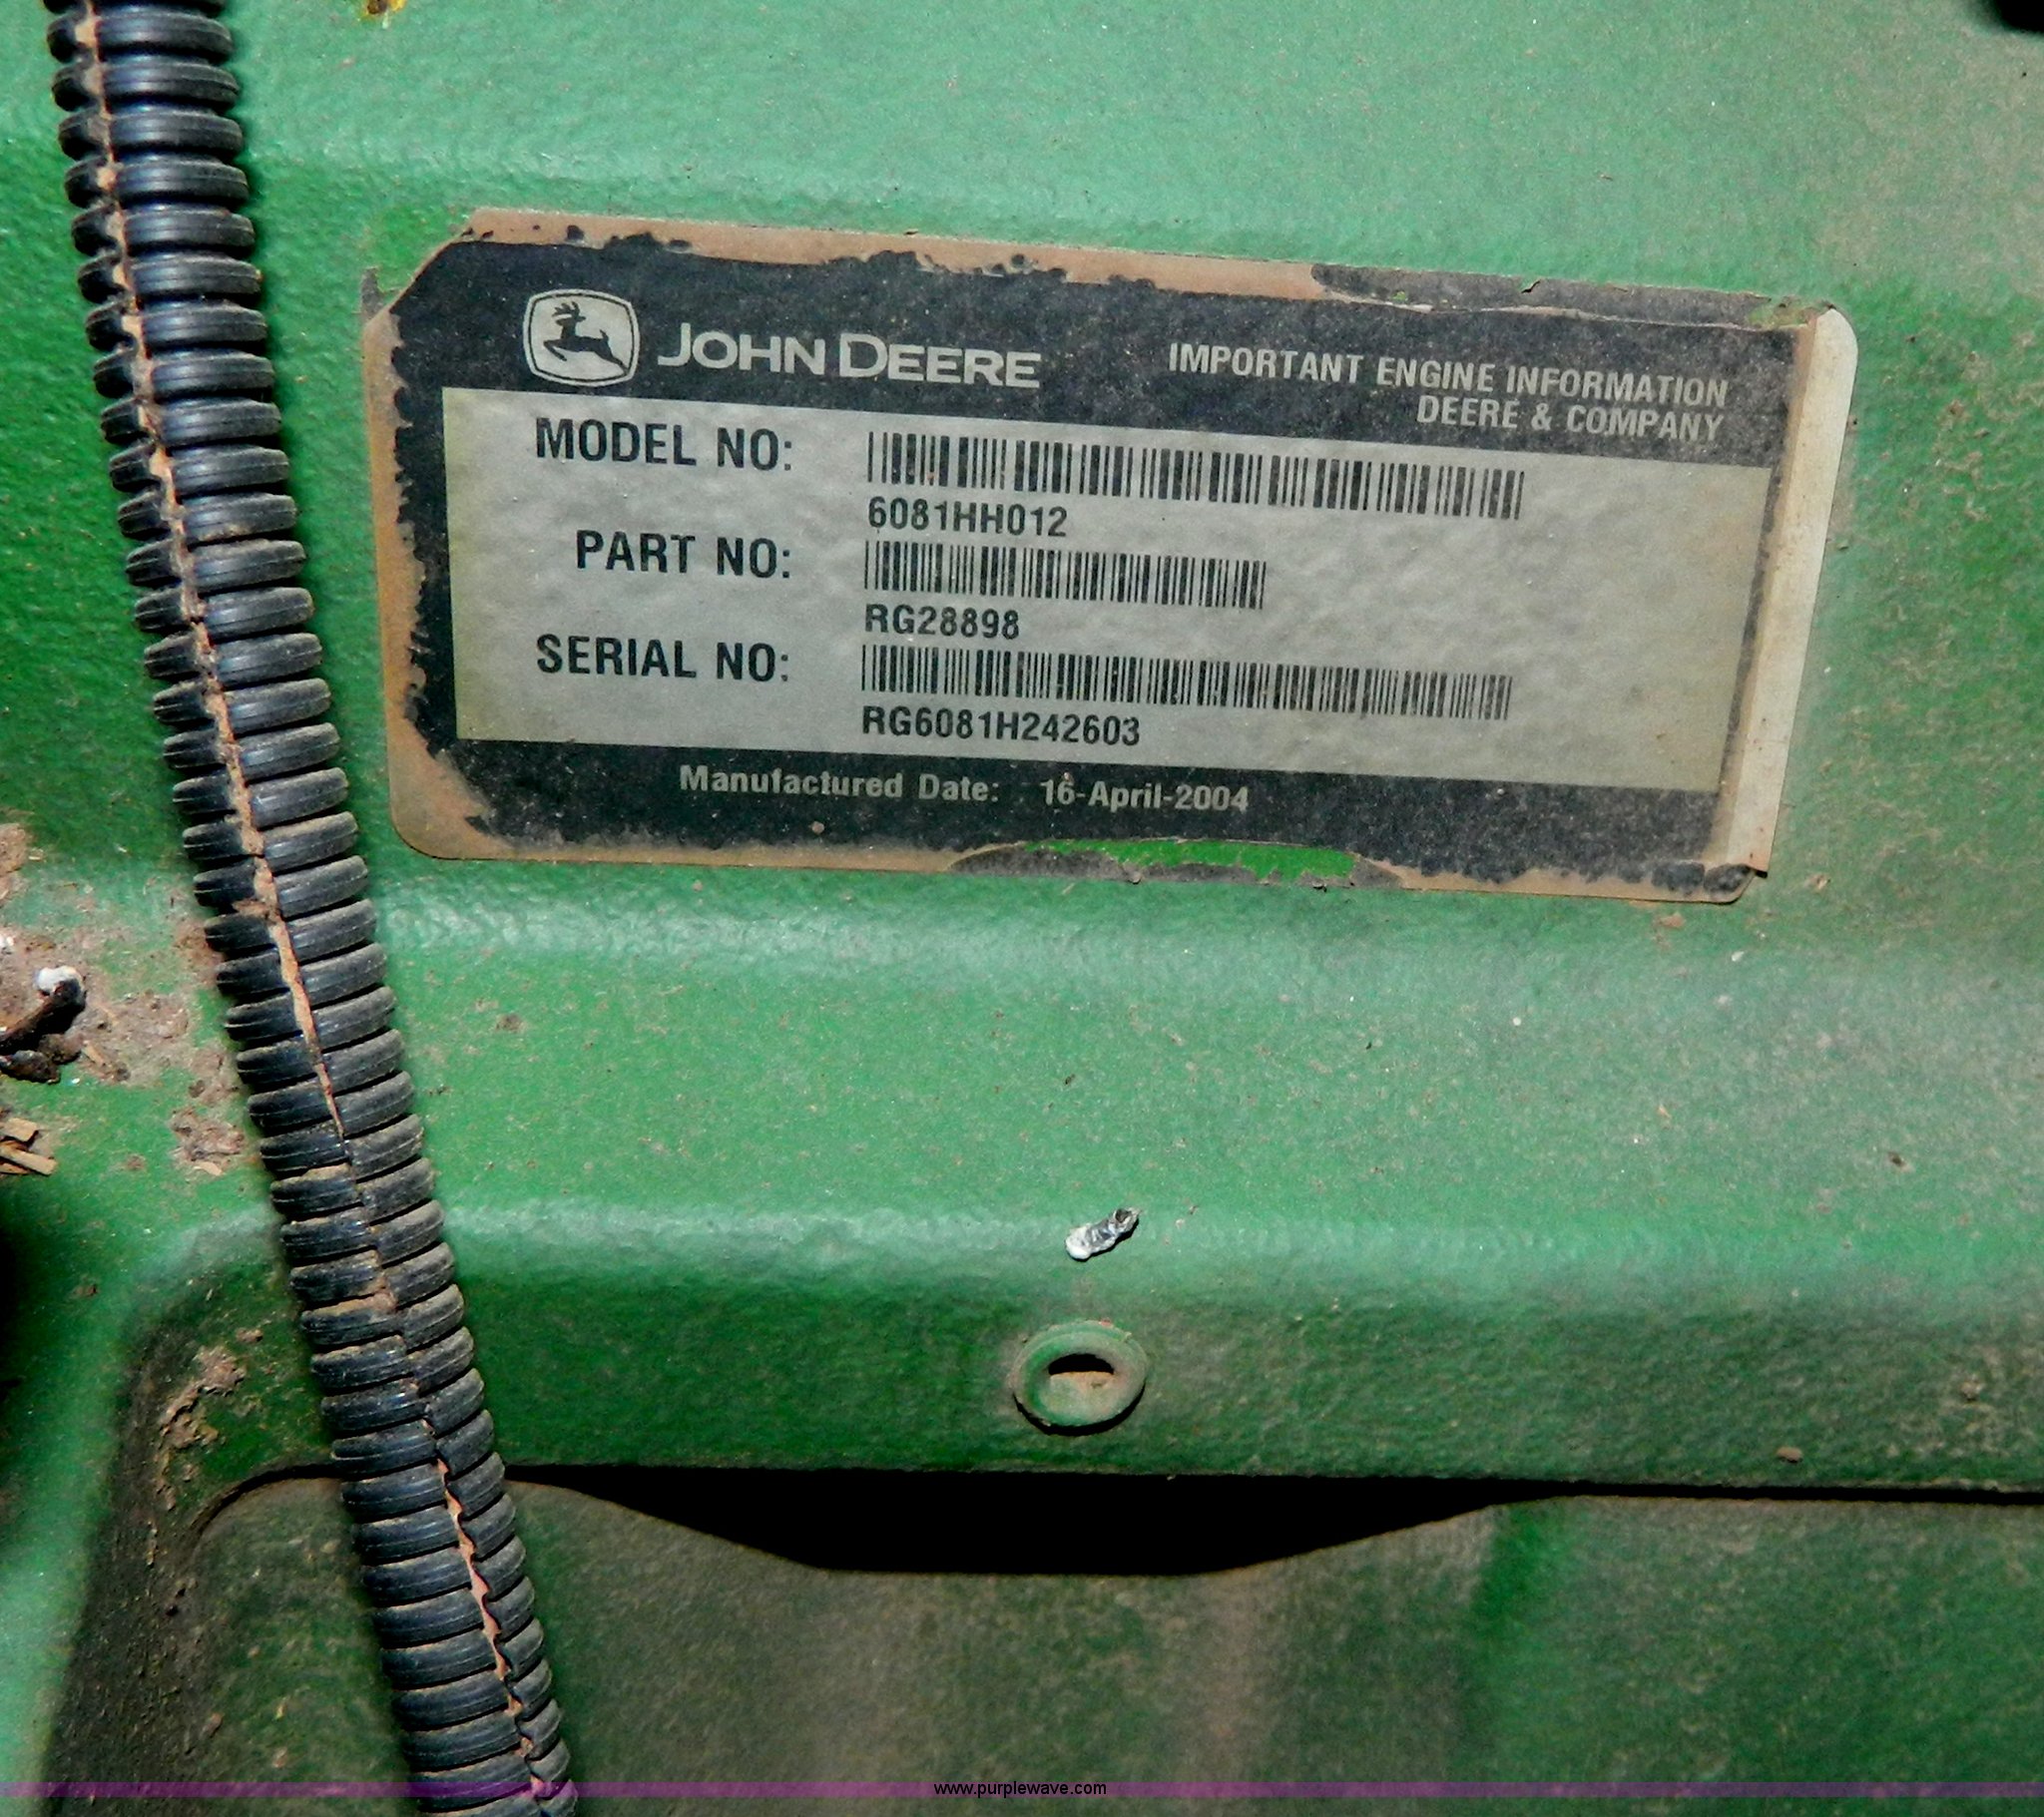 JOHN DEERE
IMPORTANT ENGINE INFORMATION
DEERE & COMPANY
MODEL NO:
6081HH012
PART NO:
RG28898
SERIAL NO:
RG6081H242603
Manufactured Date: 16-April-2004
www.purplewave.com